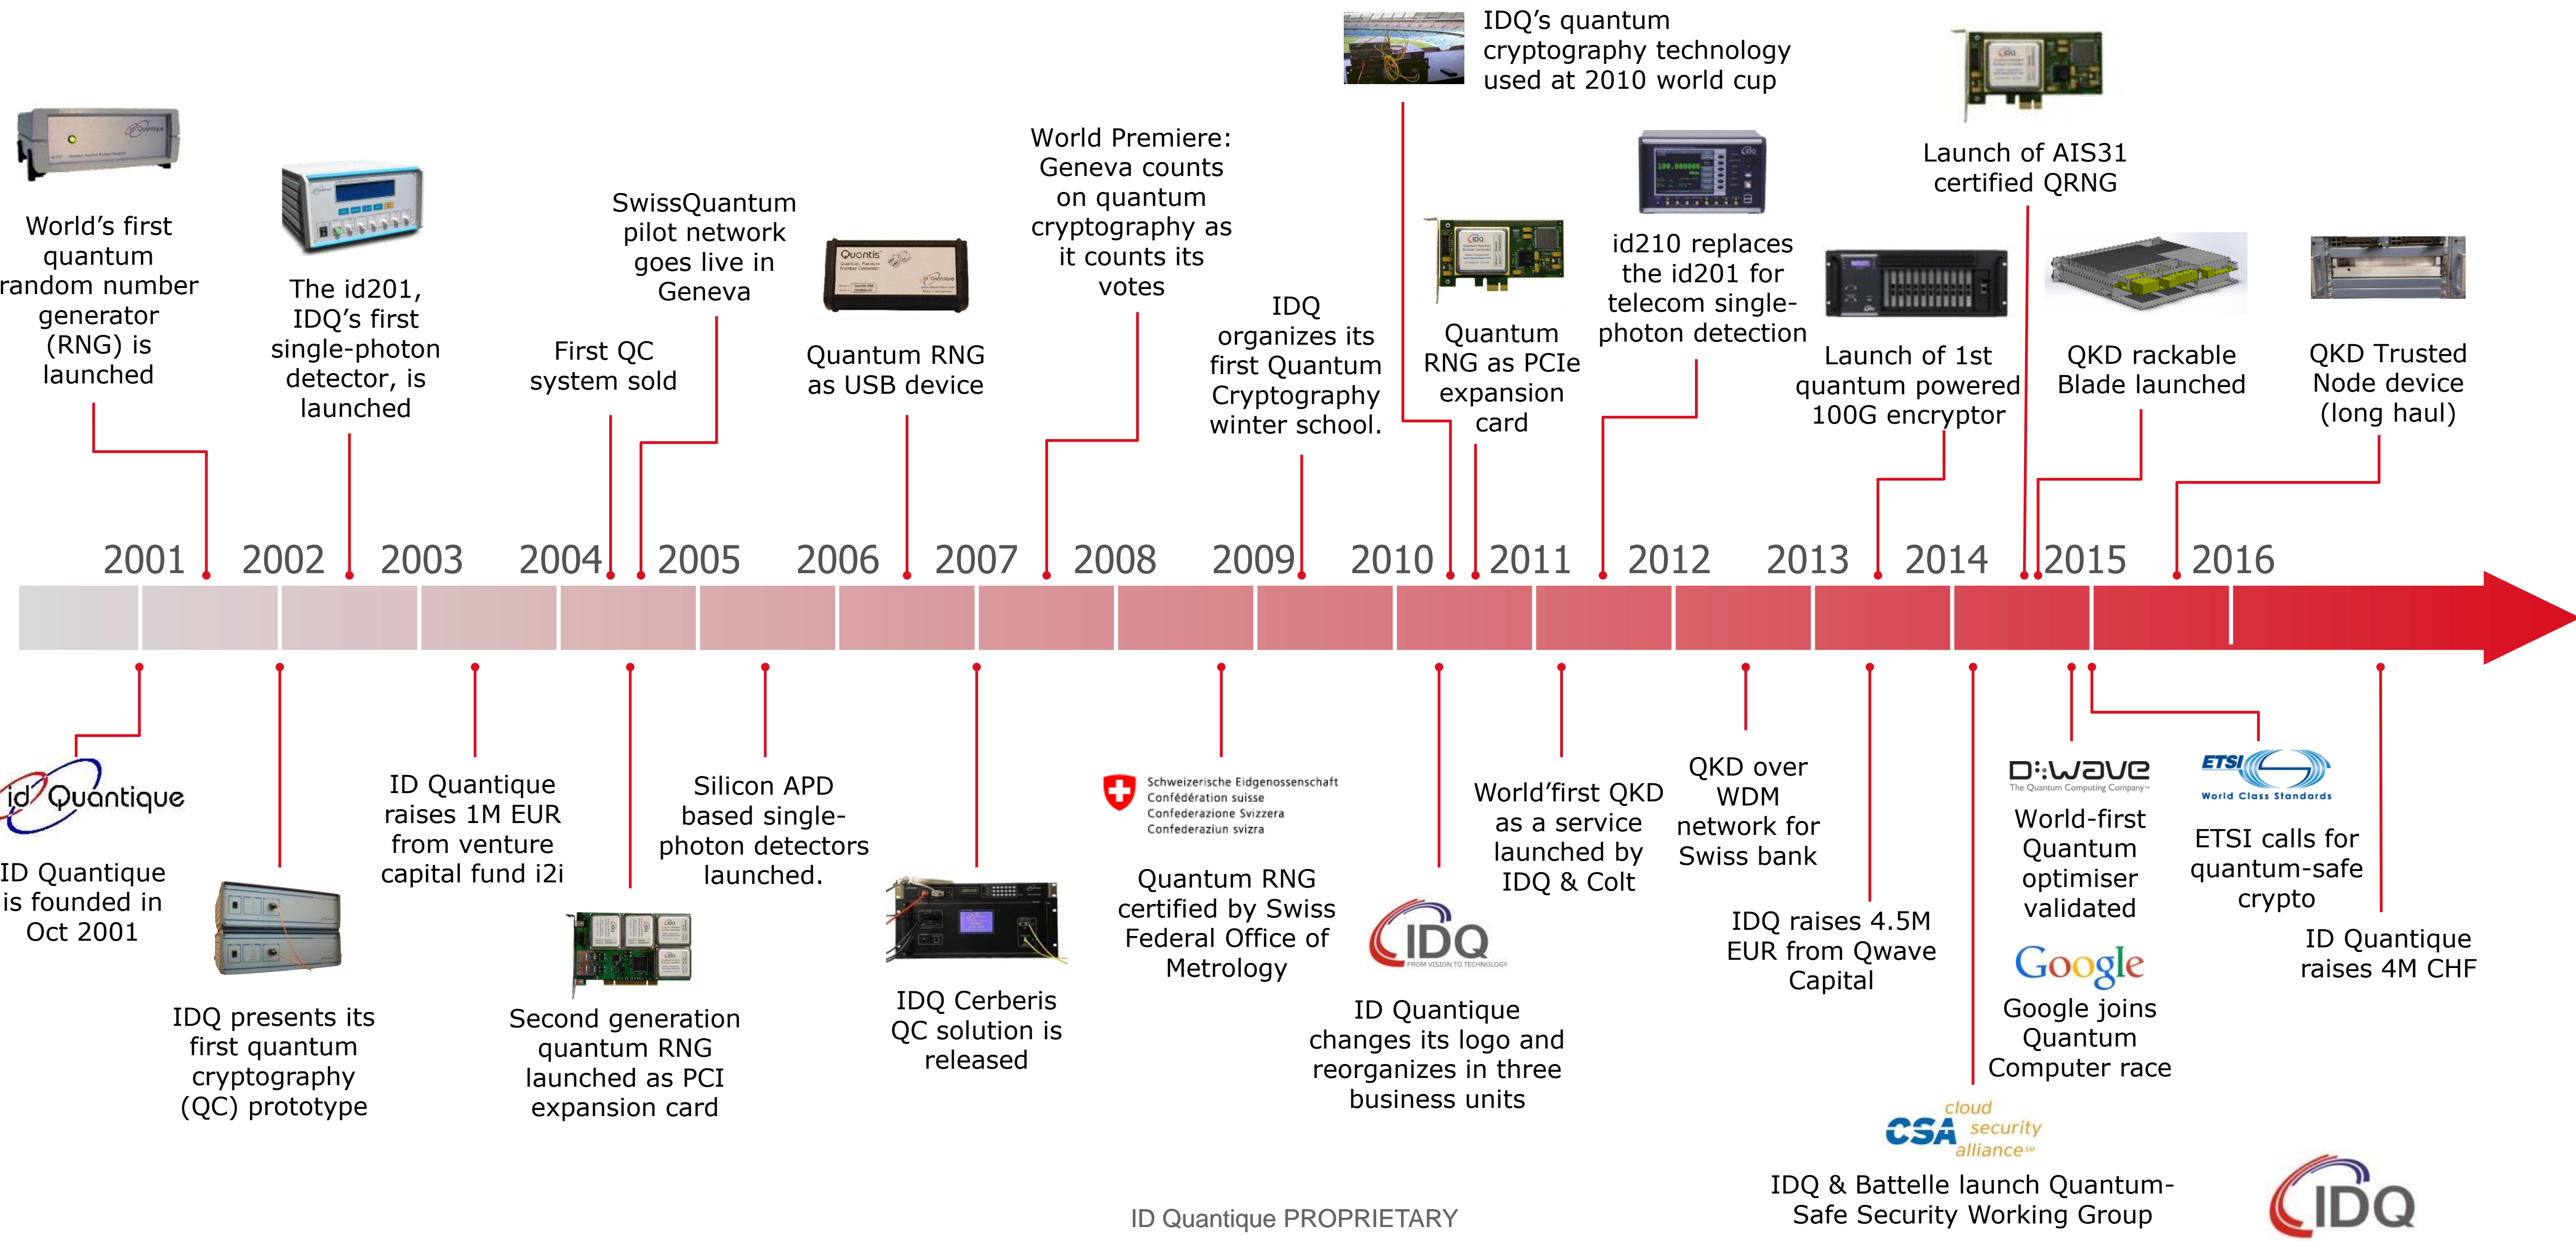 IDQ's quantum
cryptography technology
used at 2010 world cup
World's first
quantum
random number
generator
(RNG) is
launched
The id201,
IDQ's first
single-photon
detector, is
launched
First QC
system sold
SwissQuantum
pilot network
goes live in
Geneva
Quantis
Quantum RNG
as USB device
World Premiere:
Geneva counts
on quantum
cryptography as
it counts its
votes
IDQ
organizes its
first Quantum
Cryptography
winter school.
Quantum
RNG as PCIe
expansion
card
id210 replaces
the id201 for
telecom single-
photon detection
Launch of 1st
quantum powered
100G encryptor
Launch of AIS31
certified QRNG
QKD rackable
Blade launched
QKD Trusted
Node device
(long haul)
2001 2002 2003 2004 2005 2006 2007 2008 2009 2010 2011 2012 2013 2014 2015 2016
id Quantique
ID Quantique
is founded in
Oct 2001
IDQ presents its
first quantum
cryptography
(QC) prototype
ID Quantique
raises 1M EUR
from venture
capital fund i2i
Second generation
quantum RNG
launched as PCI
expansion card
Silicon APD
based single-
photon detectors
launched.
IDQ Cerberis
QC solution is
released
Schweizerische Eidgenossenschaft
Confédération suisse
Confederazione Svizzera
Confederaziun svizra
Quantum RNG
certified by Swiss
Federal Office of
Metrology
IDQ
FROM VISION TO TECHNOLOGY
ID Quantique
changes its logo and
reorganizes in three
business units
World'first QKD
as a service
launched by
IDQ & Colt
QKD over
WDM
network for
Swiss bank
IDQ raises 4.5M
EUR from Qwave
Capital
D:wave
The Quantum Computing Company™
World-first
Quantum
optimiser
validated
Google
Google joins
Quantum
Computer race
cloud
CSA security
alliance℠
IDQ & Battelle launch Quantum-
Safe Security Working Group
ETSI
World Class Standards
ETSI calls for
quantum-safe
crypto
ID Quantique
raises 4M CHF
ID Quantique PROPRIETARY
IDQ